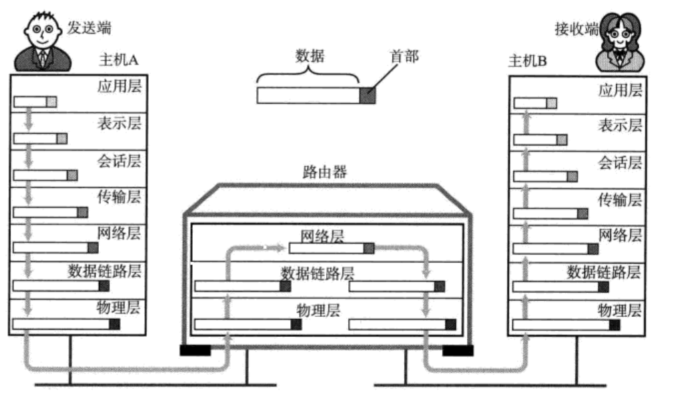 发送端
接收端
主机A
数据
首部
主机B
应用层
表示层
会话层
传输层
网络层
数据链路层
物理层
路由器
网络层
数据链路层
物理层
应用层
表示层
会话层
传输层
网络层
数据链路层
物理层